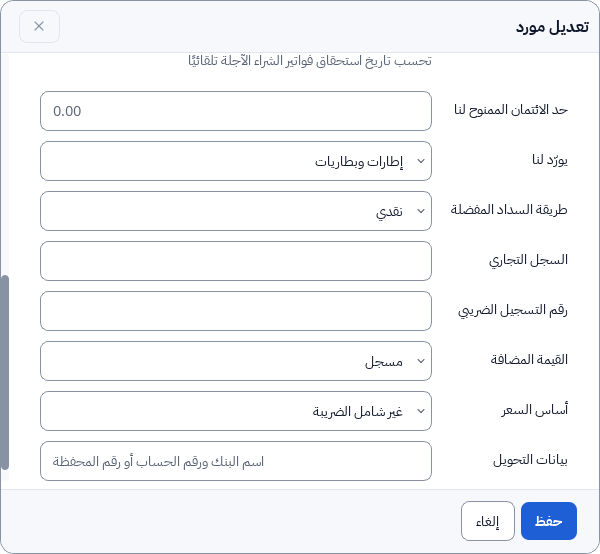 تعديل مورد
تحسب تاريخ استحقاق فواتير الشراء الآجلة تلقائيًا
حد الائتمان الممنوح لنا
0.00
يورّد لنا
إطارات وبطاريات
طريقة السداد المفضلة
نقدي
السجل التجاري
رقم التسجيل الضريبي
القيمة المضافة
مسجل
أساس السعر
غير شامل الضريبة
بيانات التحويل
اسم البنك ورقم الحساب أو رقم المحفظة
حفظ
إلغاء